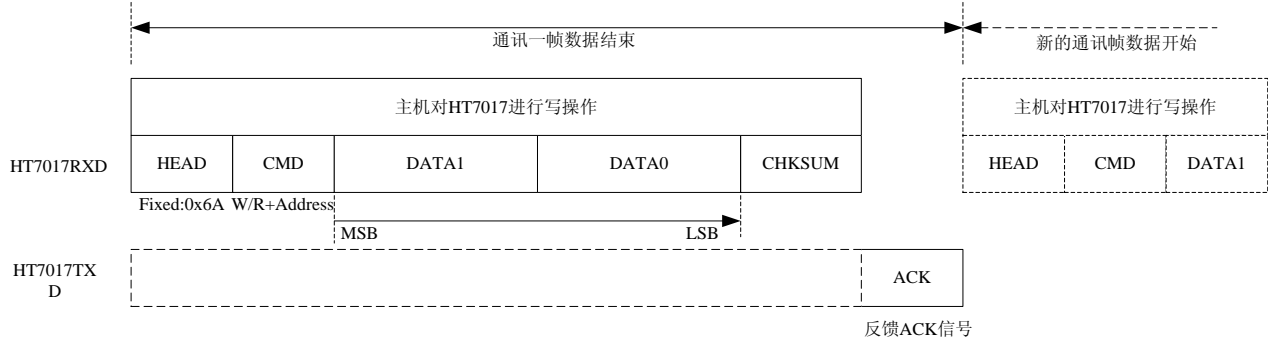 通讯一帧数据结束
新的通讯帧数据开始
主机对HT7017进行写操作
主机对HT7017进行写操作
HT7017RXD
HEAD
CMD
DATA1
DATA0
CHKSUM
HEAD
CMD
DATA1
Fixed:0x6A
W/R+Address
MSB
LSB
HT7017TX
D
ACK
反馈ACK信号